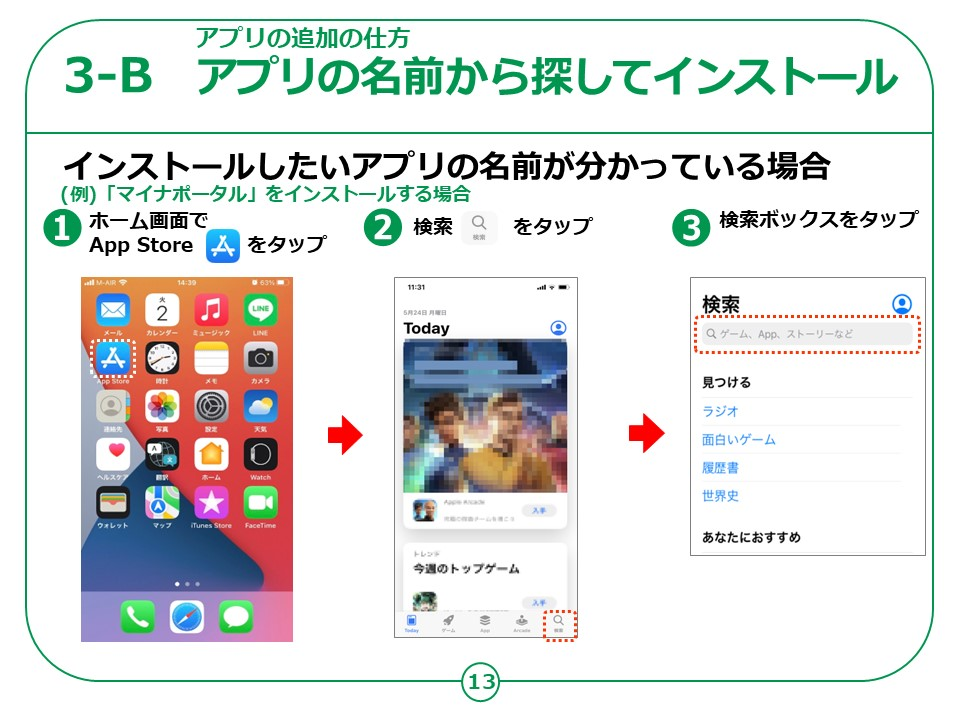 アプリの追加の仕方
3-B アプリの名前から探してインストール
インストールしたいアプリの名前が分かっている場合
(例)「マイナポータル」をインストールする場合
1 ホーム画面で
App Store をタップ
2 検索 検索 をタップ
3 検索ボックスをタップ
M-AIR 14:39 63%
火
2
メール カレンダー ミュージック LINE
App Store 時計 メモ カメラ
連絡先 写真 設定 天気
ヘルスケア 翻訳 ホーム Watch
ウォレット マップ iTunes Store FaceTime
11:31
5月24日 月曜日
Today
Apple Arcade
入手
トレンド
今週のトップゲーム
入手
Today ゲーム App Arcade 検索
検索
ゲーム、App、ストーリーなど
見つける
ラジオ
面白いゲーム
履歴書
世界史
あなたにおすすめ
13